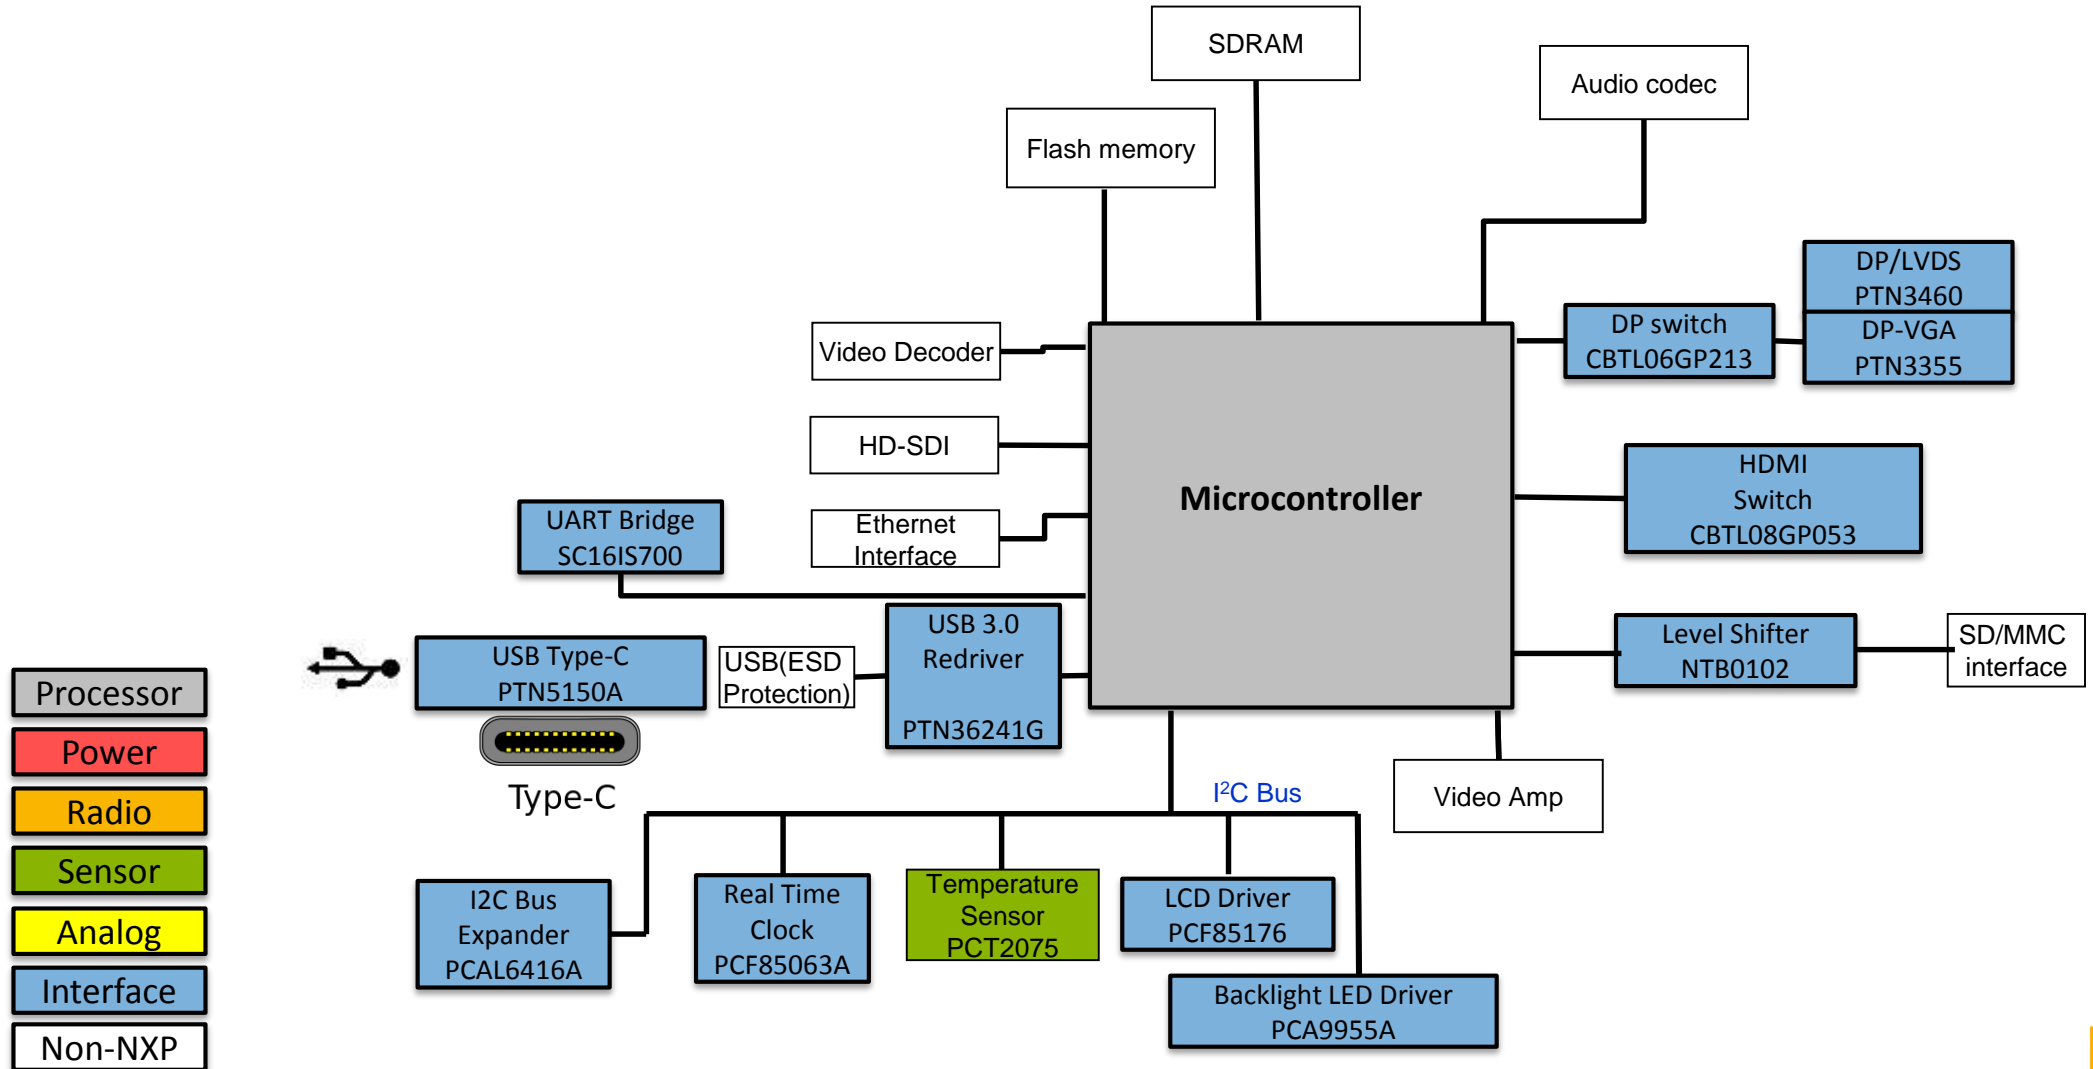 SDRAM
Audio codec
Flash memory
DP/LVDS
PTN3460
DP switch
CBTL06GP213
DP-VGA
PTN3355
Video Decoder
HD-SDI
Microcontroller
HDMI
Switch
CBTL08GP053
UART Bridge
SC16IS700
Ethernet
Interface
USB 3.0
Redriver
PTN36241G
USB Type-C
PTN5150A
USB(ESD
Protection)
Level Shifter
NTB0102
SD/MMC
interface
Type-C
I²C Bus
Video Amp
I2C Bus
Expander
PCAL6416A
Real Time
Clock
PCF85063A
Temperature
Sensor
PCT2075
LCD Driver
PCF85176
Backlight LED Driver
PCA9955A
Processor
Power
Radio
Sensor
Analog
Interface
Non-NXP